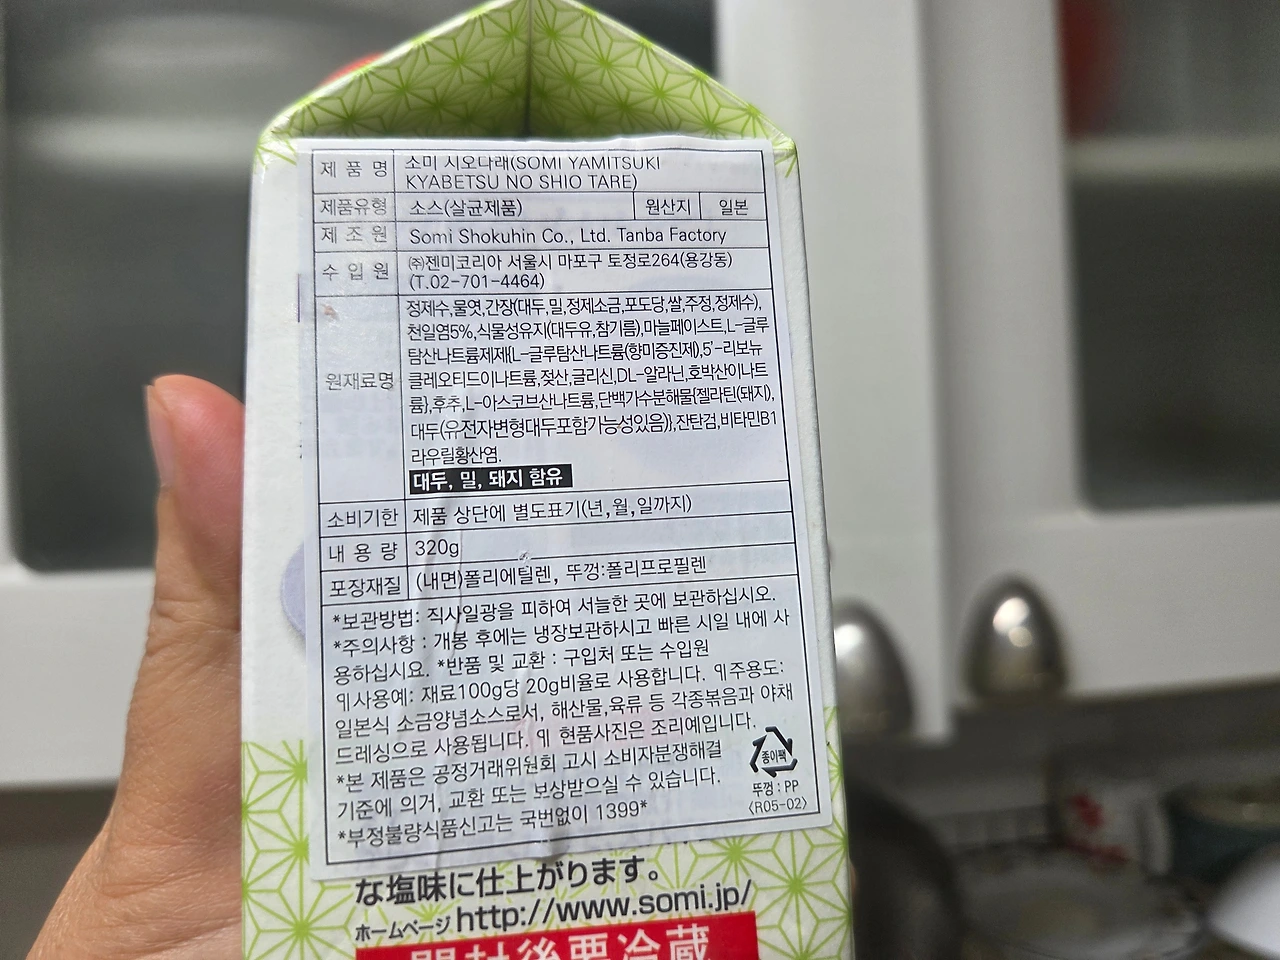 제 품 명 소미 시오다래(SOMI YAMITSUKI
KYABETSU NO SHIO TARE)
제품유형 소스(살균제품) 원산지 일본
제 조 원 Somi Shokuhin Co., Ltd. Tanba Factory
수 입 원 ㈜젠미코리아 서울시 마포구 토정로264(용강동)
(T.02-701-4464)
정제수,물엿,간장(대두,밀,정제소금,포도당,쌀,주정,정제수),
천일염5%,식물성유지(대두유,참기름),마늘페이스트,L-글루
탐산나트륨제제{L-글루탐산나트륨(향미증진제),5'-리보뉴
원재료명 클레오티드이나트륨,젖산,글리신,DL-알라닌,호박산이나트
륨},후추,L-아스코브산나트륨,단백가수분해물{젤라틴(돼지),
대두(유전자변형대두포함가능성있음)},잔탄검,비타민B1
라우릴황산염.
대두, 밀, 돼지 함유
소비기한 제품 상단에 별도표기(년,월,일까지)
내 용 량 320g
포장재질 (내면)폴리에틸렌, 뚜껑:폴리프로필렌
*보관방법: 직사일광을 피하여 서늘한 곳에 보관하십시오.
*주의사항 : 개봉 후에는 냉장보관하시고 빠른 시일 내에 사
용하십시요. *반품 및 교환 : 구입처 또는 수입원
¶사용예: 재료100g당 20g비율로 사용합니다. ¶주용도:
일본식 소금양념소스로서, 해산물,육류 등 각종볶음과 야채
드레싱으로 사용됩니다. ¶ 현품사진은 조리예입니다.
*본 제품은 공정거래위원회 고시 소비자분쟁해결
기준에 의거, 교환 또는 보상받으실 수 있습니다.
*부정불량식품신고는 국번없이 1399*
종이팩
뚜껑 : PP
(R05-02)
な塩味に仕上がります。
ホームページ http://www.somi.jp/
開封後要冷蔵